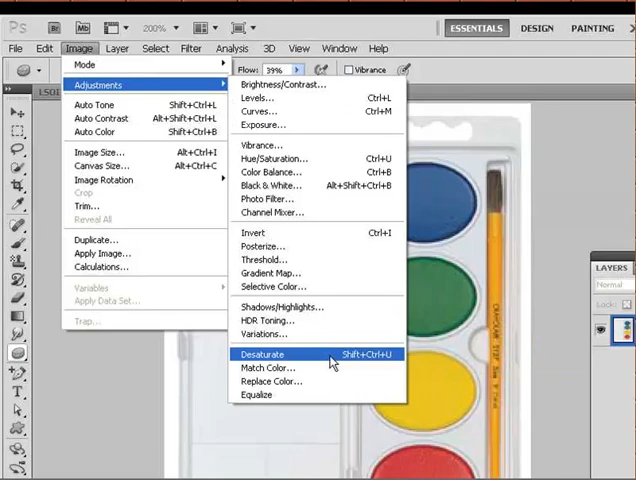 Ps Br Mb 200% ESSENTIALS DESIGN PAINTING
File Edit Image Layer Select Filter Analysis 3D View Window Help
Flow: 39% Vibrance
Mode
Adjustments
Auto Tone Shift+Ctrl+L
Auto Contrast Alt+Shift+Ctrl+L
Auto Color Shift+Ctrl+B
Image Size... Alt+Ctrl+I
Canvas Size... Alt+Ctrl+C
Image Rotation
Crop
Trim...
Reveal All
Duplicate...
Apply Image...
Calculations...
Variables
Apply Data Set...
Trap...
Brightness/Contrast...
Levels... Ctrl+L
Curves... Ctrl+M
Exposure...
Vibrance...
Hue/Saturation... Ctrl+U
Color Balance... Ctrl+B
Black & White... Alt+Shift+Ctrl+B
Photo Filter...
Channel Mixer...
Invert Ctrl+I
Posterize...
Threshold...
Gradient Map...
Selective Color...
Shadows/Highlights...
HDR Toning...
Variations...
Desaturate Shift+Ctrl+U
Match Color...
Replace Color...
Equalize
LAYERS
Normal
Lock: